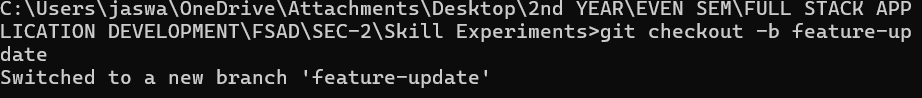 C:\Users\jaswa\OneDrive\Attachments\Desktop\2nd YEAR\EVEN SEM\FULL STACK APP
LICATION DEVELOPMENT\FSAD\SEC-2\Skill Experiments>git checkout -b feature-up
date
Switched to a new branch 'feature-update'